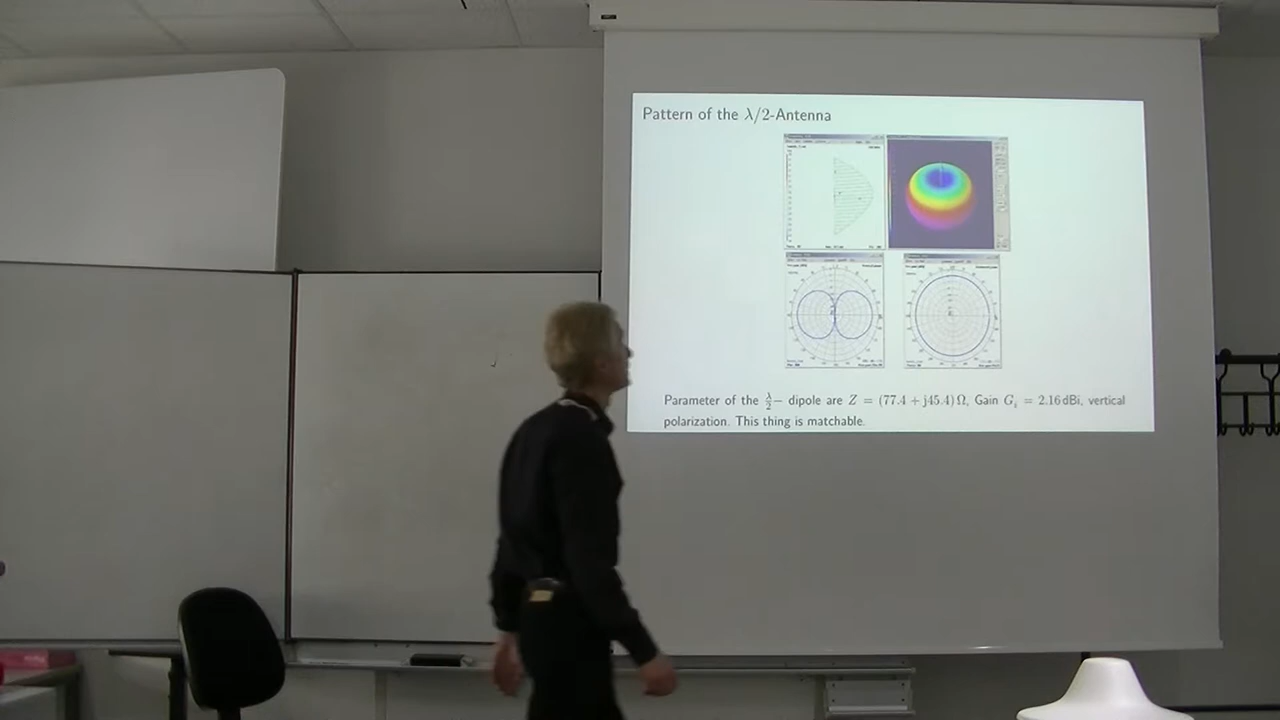 Pattern of the λ/2-Antenna
Parameter of the λ/2− dipole are Z = (77.4 + j45.4) Ω, Gain Gᵢ = 2.16 dBi, vertical
polarization. This thing is matchable.